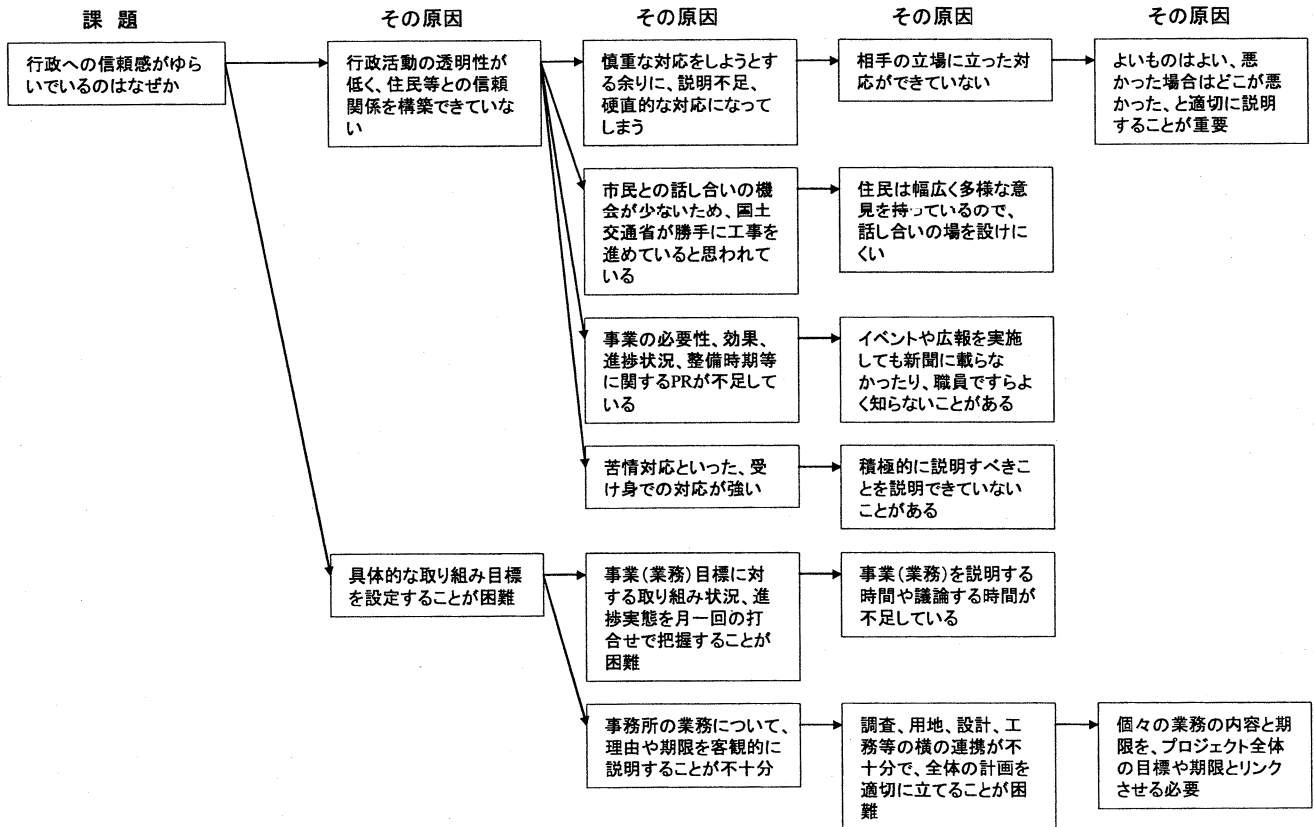 課 題
その原因
その原因
その原因
その原因
行政への信頼感がゆら
いでいるのはなぜか
行政活動の透明性が
低く、住民等との信頼
関係を構築できていな
い
慎重な対応をしようとす
る余りに、説明不足、
硬直的な対応になって
しまう
相手の立場に立った対
応ができていない
よいものはよい、悪
かった場合はどこが悪
かった、と適切に説明
することが重要
市民との話し合いの機
会が少ないため、国土
交通省が勝手に工事を
進めていると思われて
いる
住民は幅広く多様な意
見を持っているので、
話し合いの場を設けに
くい
事業の必要性、効果、
進捗状況、整備時期等
に関するPRが不足して
いる
イベントや広報を実施
しても新聞に載らな
かったり、職員ですらよ
く知らないことがある
苦情対応といった、受
け身での対応が強い
積極的に説明すべきこ
とを説明できていない
ことがある
具体的な取り組み目標
を設定することが困難
事業(業務)目標に対
する取り組み状況、進
捗実態を月一回の打
合せで把握することが
困難
事業(業務)を説明する
時間や議論する時間が
不足している
事務所の業務について、
理由や期限を客観的に
説明することが不十分
調査、用地、設計、工
務等の横の連携が不
十分で、全体の計画を
適切に立てることが困
難
個々の業務の内容と期
限を、プロジェクト全体
の目標や期限とリンク
させる必要